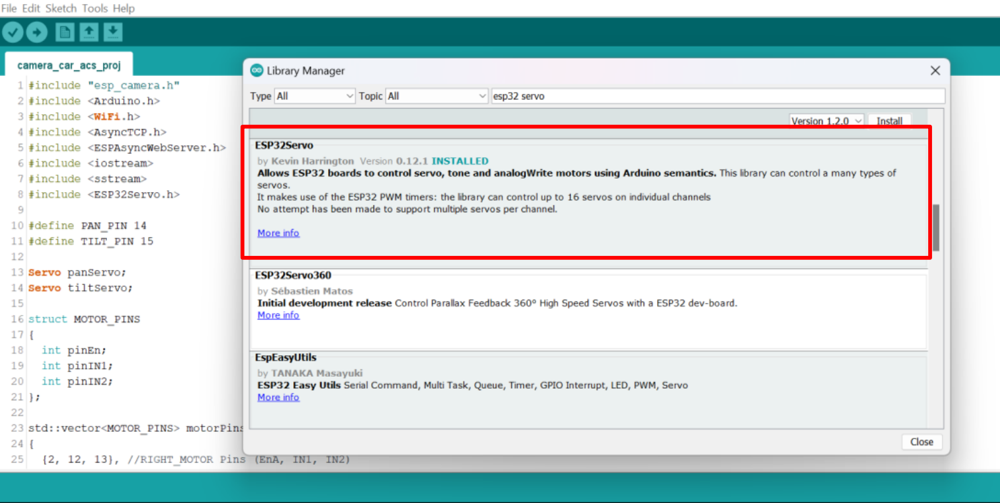 File Edit Sketch Tools Help
camera_car_acs_proj
1 #include "esp_camera.h"
2 #include <Arduino.h>
3 #include <WiFi.h>
4 #include <AsyncTCP.h>
5 #include <ESPAsyncWebServer.h>
6 #include <iostream>
7 #include <sstream>
8 #include <ESP32Servo.h>
9
10 #define PAN_PIN 14
11 #define TILT_PIN 15
12
13 Servo panServo;
14 Servo tiltServo;
15
16 struct MOTOR_PINS
17 {
18 int pinEn;
19 int pinIN1;
20 int pinIN2;
21 };
22
23 std::vector<MOTOR_PINS> motorPins
24 {
25 {2, 12, 13}, //RIGHT_MOTOR Pins (EnA, IN1, IN2)
Library Manager
Type All Topic All esp32 servo
Version 1.2.0 Install
ESP32Servo
by Kevin Harrington Version 0.12.1 INSTALLED
Allows ESP32 boards to control servo, tone and analogWrite motors using Arduino semantics. This library can control a many types of
servos.
It makes use of the ESP32 PWM timers: the library can control up to 16 servos on individual channels
No attempt has been made to support multiple servos per channel.
More info
ESP32Servo360
by Sébastien Matos
Initial development release Control Parallax Feedback 360º High Speed Servos with a ESP32 dev-board.
More info
EspEasyUtils
by TANAKA Masayuki
ESP32 Easy Utils Serial Command, Multi Task, Queue, Timer, GPIO Interrupt, LED, PWM, Servo
More info
Close